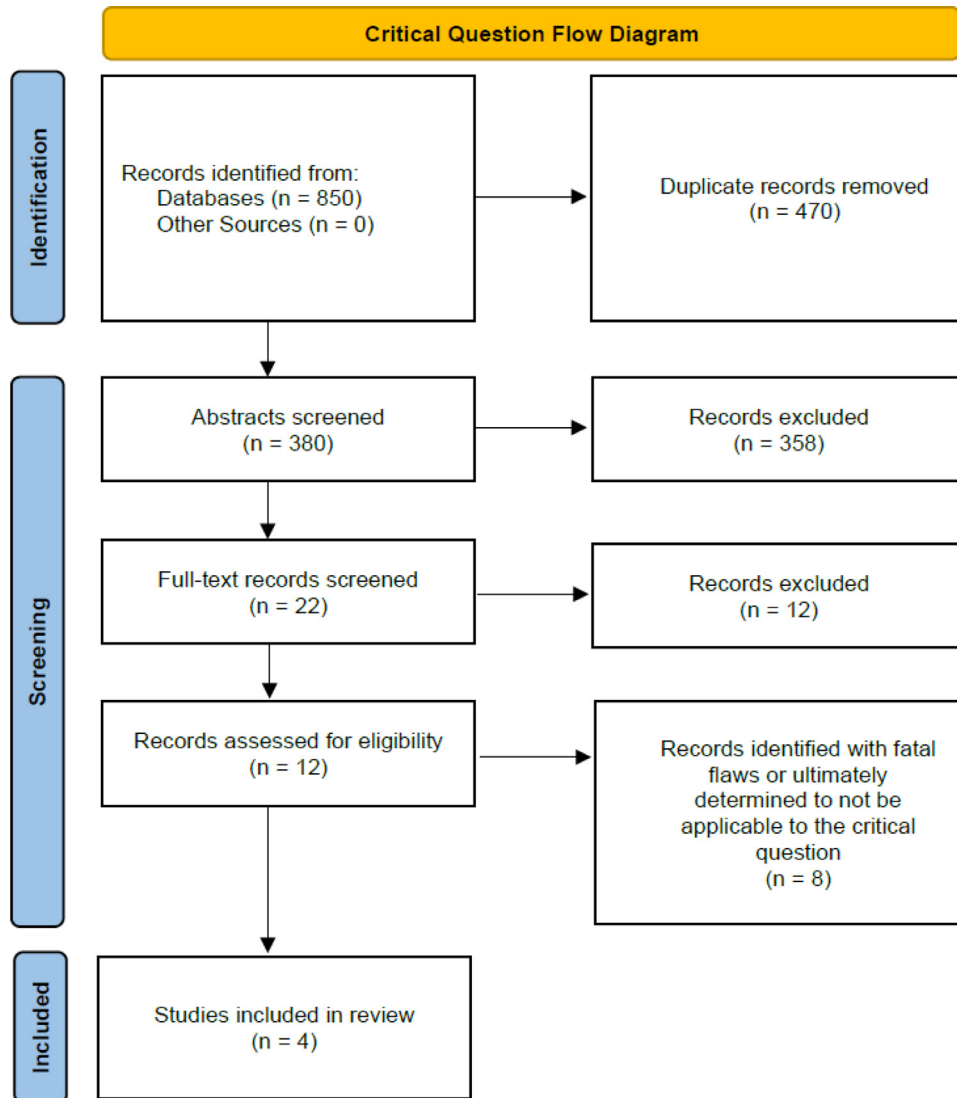 Critical Question Flow Diagram
Identification
Records identified from:
Databases (n = 850)
Other Sources (n = 0)
Duplicate records removed
(n = 470)
Screening
Abstracts screened
(n = 380)
Records excluded
(n = 358)
Full-text records screened
(n = 22)
Records excluded
(n = 12)
Records assessed for eligibility
(n = 12)
Records identified with fatal
flaws or ultimately
determined to not be
applicable to the critical
question
(n = 8)
Included
Studies included in review
(n = 4)